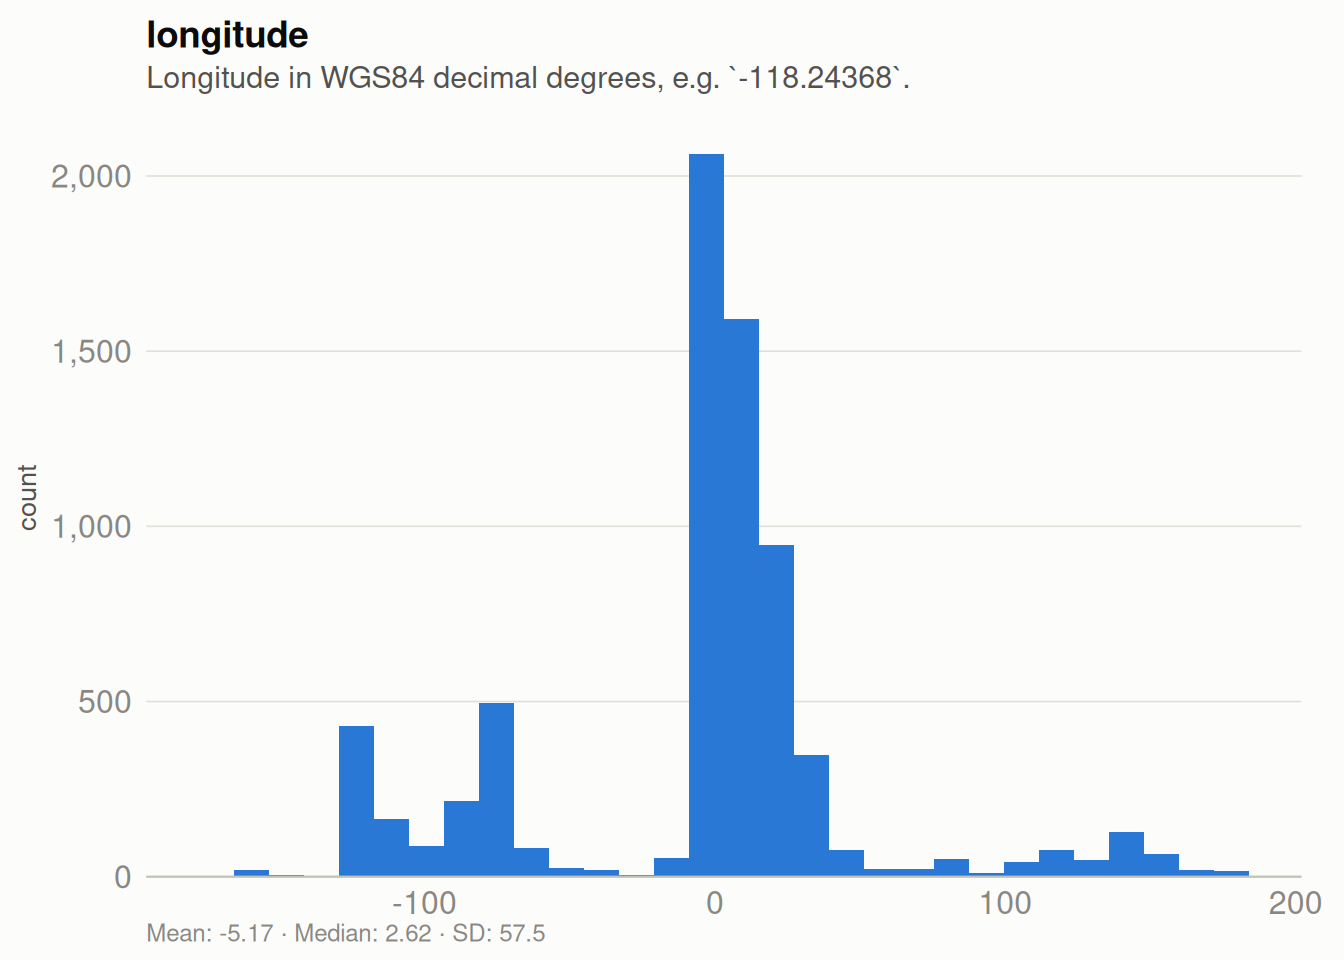 longitude
Longitude in WGS84 decimal degrees, e.g. `-118.24368`.
2,000
1,500
1,000
500
0
count
-100 0 100 200
Mean: -5.17 · Median: 2.62 · SD: 57.5